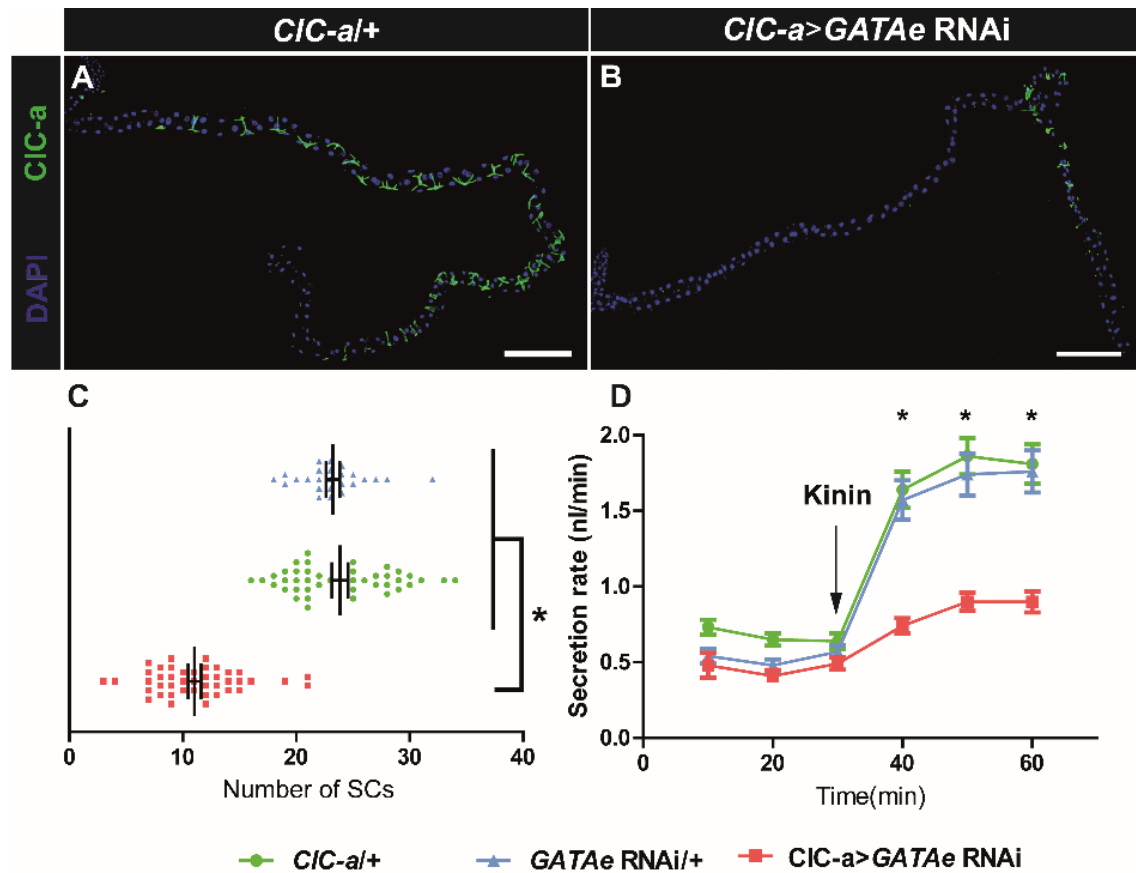 ClC-a/+
ClC-a>GATAe RNAi
ClC-a
DAPI
A
B
C
*
0
10
20
30
40
Number of SCs
D
* * *
Kinin
Secretion rate (nl/min)
2.0
1.5
1.0
0.5
0.0
0
20
40
60
Time(min)
ClC-a/+
GATAe RNAi/+
ClC-a>GATAe RNAi